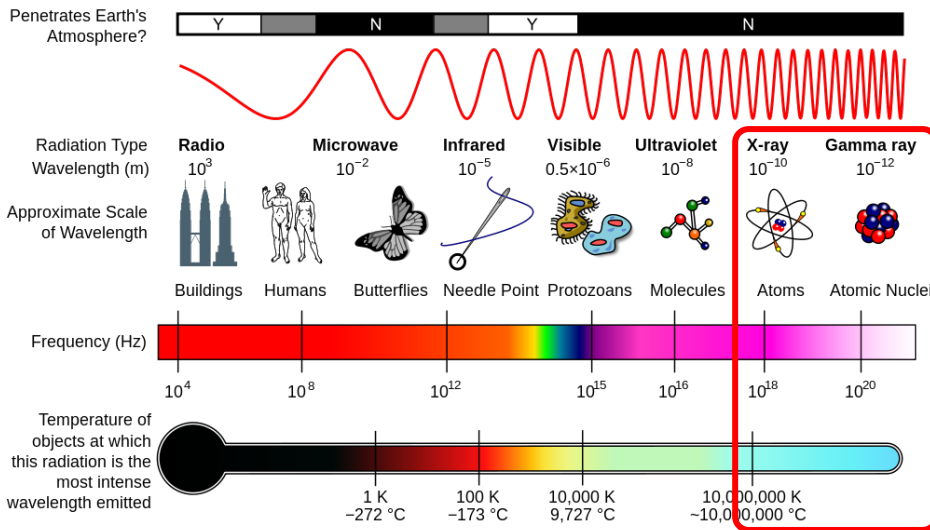 Penetrates Earth's
Atmosphere?
Y N Y N
Radiation Type
Wavelength (m)
Radio Microwave Infrared Visible Ultraviolet X-ray Gamma ray
10³ 10⁻² 10⁻⁵ 0.5×10⁻⁶ 10⁻⁸ 10⁻¹⁰ 10⁻¹²
Approximate Scale
of Wavelength
Buildings Humans Butterflies Needle Point Protozoans Molecules Atoms Atomic Nuclei
Frequency (Hz)
10⁴ 10⁸ 10¹² 10¹⁵ 10¹⁶ 10¹⁸ 10²⁰
Temperature of
objects at which
this radiation is the
most intense
wavelength emitted
1 K 100 K 10,000 K 10,000,000 K
−272 °C −173 °C 9,727 °C ~10,000,000 °C